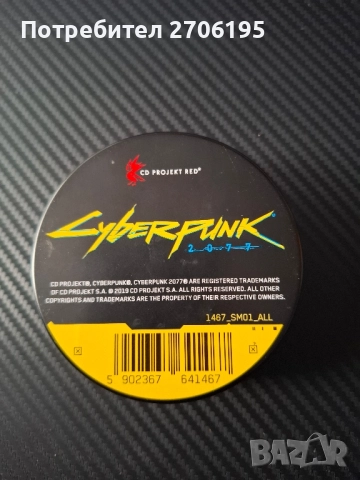 Потребител 2706195
CD PROJEKT RED®
CYBERPUNK
2077
CD PROJEKT®, CYBERPUNK®, CYBERPUNK 2077® ARE REGISTERED TRADEMARKS
OF CD PROJEKT S.A. © 2019 CD PROJEKT S.A. ALL RIGHTS RESERVED. ALL OTHER
COPYRIGHTS AND TRADEMARKS ARE THE PROPERTY OF THEIR RESPECTIVE OWNERS.
1467_SM01_ALL
5 902367 641467
BAZAR
bg